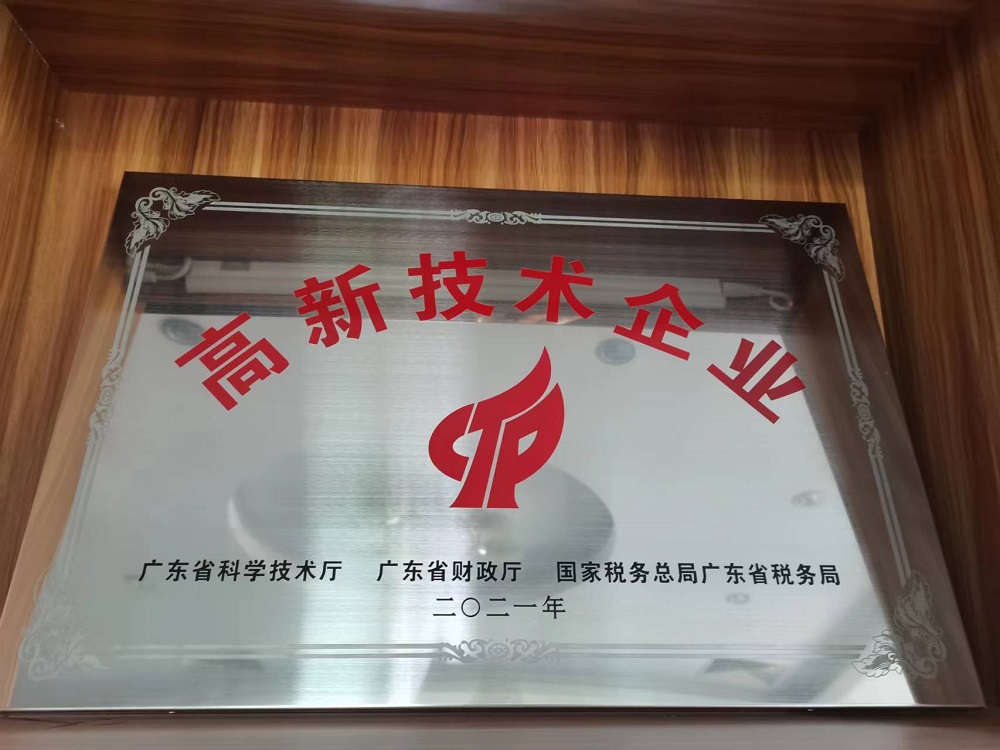 高新技术企业
广东省科学技术厅 广东省财政厅 国家税务总局广东省税务局
二〇二一年